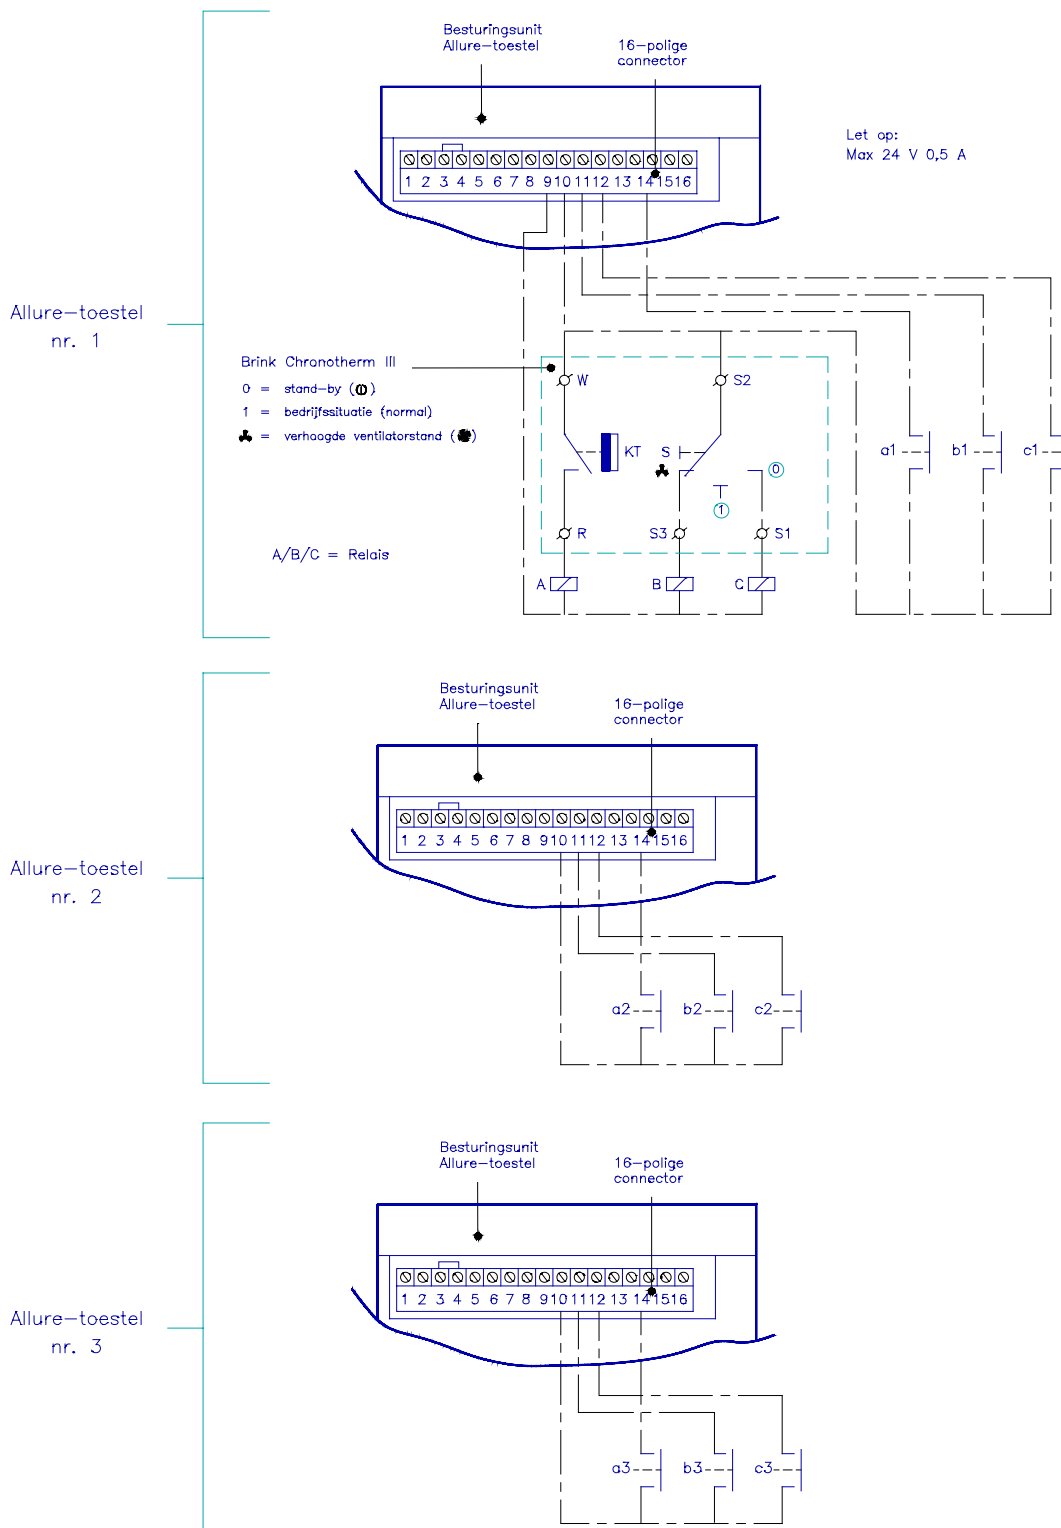 Besturingsunit
Allure-toestel
16-polige
connector
Let op:
Max 24 V 0,5 A
1 2 3 4 5 6 7 8 9 10 11 12 13 14 15 16
Allure-toestel
nr. 1
Brink Chronotherm III
0 = stand-by ( )
1 = bedrijfssituatie (normal)
= verhoogde ventilatorstand ( )
W
S2
KT
S
0
1
a1
b1
c1
R
S3
S1
A/B/C = Relais
A
B
C
Besturingsunit
Allure-toestel
16-polige
connector
1 2 3 4 5 6 7 8 9 10 11 12 13 14 15 16
Allure-toestel
nr. 2
a2
b2
c2
Besturingsunit
Allure-toestel
16-polige
connector
1 2 3 4 5 6 7 8 9 10 11 12 13 14 15 16
Allure-toestel
nr. 3
a3
b3
c3